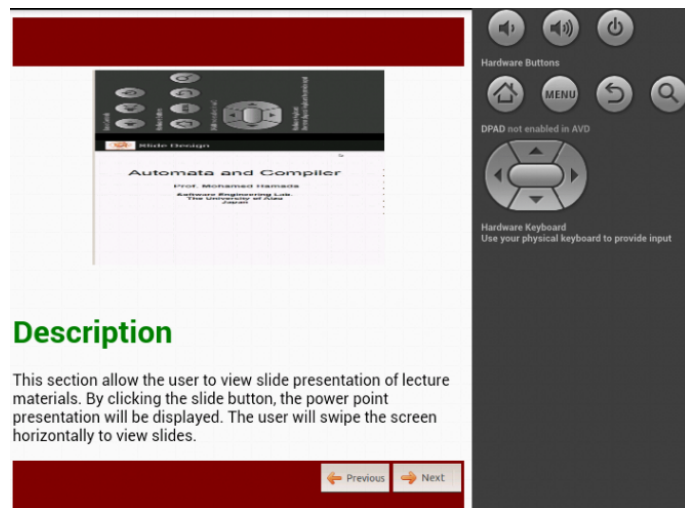 Slide Design
Automata and Compiler
Prof. Mohamed Hamada
Software Engineering Lab.
The University of Aizu
Japan
Description
This section allow the user to view slide presentation of lecture
materials. By clicking the slide button, the power point
presentation will be displayed. The user will swipe the screen
horizontally to view slides.
Previous
Next
Hardware Buttons
MENU
DPAD not enabled in AVD
Hardware Keyboard
Use your physical keyboard to provide input